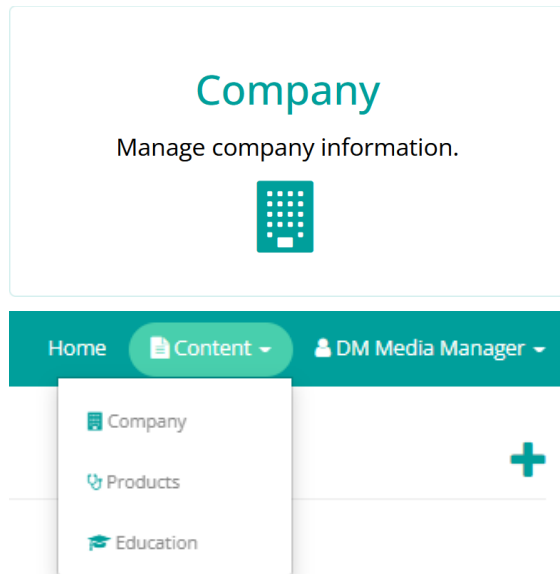 Company
Manage company information.
Home Content DM Media Manager
Company
Products
Education